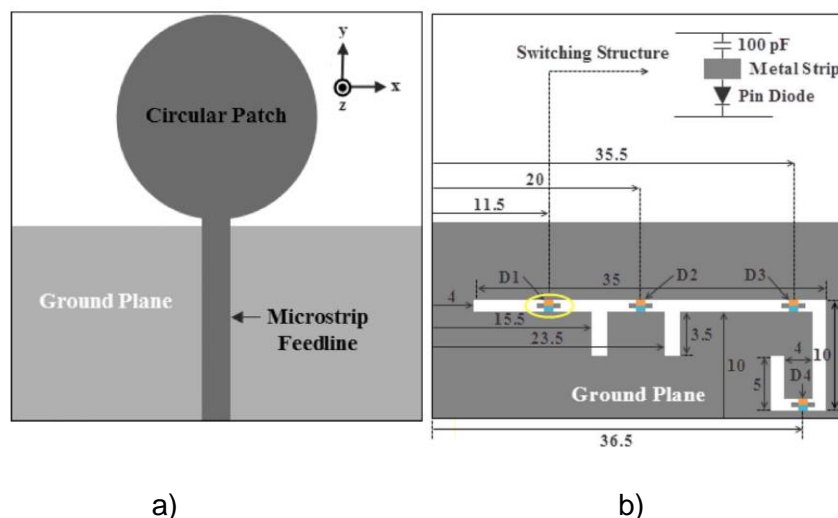 y
x
z
Circular Patch
Ground Plane
Microstrip
Feedline
a)
Switching Structure
100 pF
Metal Strip
Pin Diode
35.5
20
11.5
D1
35
D2
D3
4
15.5
23.5
3.5
10
4
10
5
D4
Ground Plane
36.5
b)